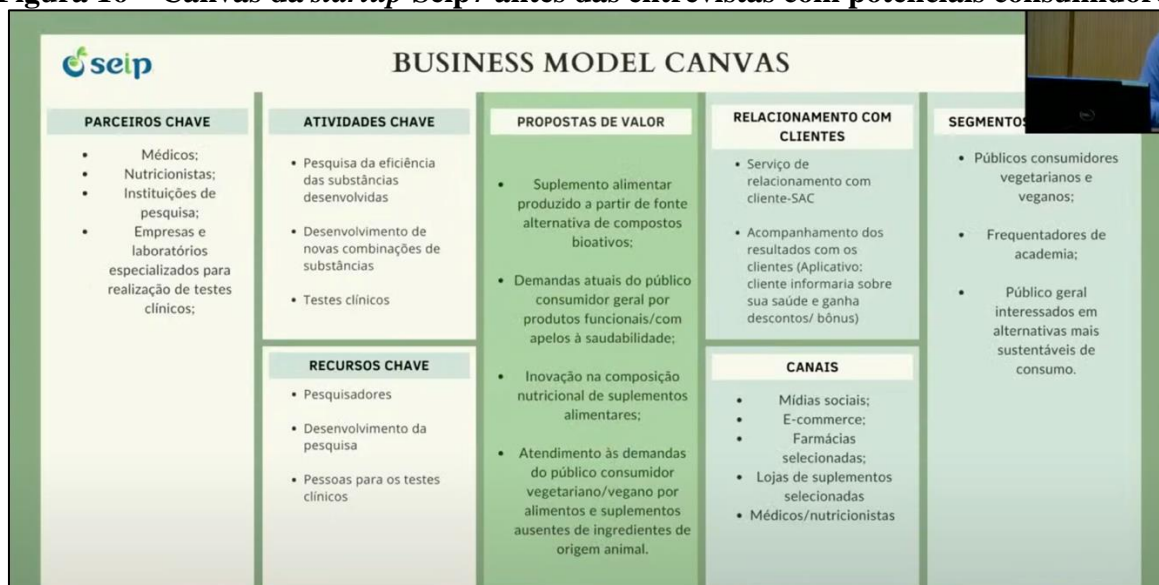 Canvas da startup Seip7 antes das entrevistas com potenciais
seip
BUSINESS MODEL CANVAS
PARCEIROS CHAVE
• Médicos;
• Nutricionistas;
• Instituições de
pesquisa;
• Empresas e
laboratórios
especializados para
realização de testes
clínicos;
ATIVIDADES CHAVE
• Pesquisa da eficiência
das substâncias
desenvolvidas
• Desenvolvimento de
novas combinações de
substâncias
• Testes clínicos
RECURSOS CHAVE
• Pesquisadores
• Desenvolvimento da
pesquisa
• Pessoas para os testes
clínicos
PROPOSTAS DE VALOR
• Suplemento alimentar
produzido a partir de fonte
alternativa de compostos
bioativos;
• Demandas atuais do público
consumidor geral por
produtos funcionais/com
apelos à saudabilidade;
• Inovação na composição
nutricional de suplementos
alimentares;
• Atendimento às demandas
do público consumidor
vegetariano/vegano por
alimentos e suplementos
ausentes de ingredientes de
origem animal.
RELACIONAMENTO COM
CLIENTES
• Serviço de
relacionamento com
cliente-SAC
• Acompanhamento dos
resultados com os
clientes (Aplicativo:
cliente informaria sobre
sua saúde e ganha
descontos/ bônus)
CANAIS
• Mídias sociais;
• E-commerce;
• Farmácias
selecionadas;
• Lojas de suplementos
selecionadas
• Médicos/nutricionistas
SEGMENTOS
• Públicos consumidores
vegetarianos e
veganos;
• Frequentadores de
academia;
• Público geral
interessados em
alternativas mais
sustentáveis de
consumo.